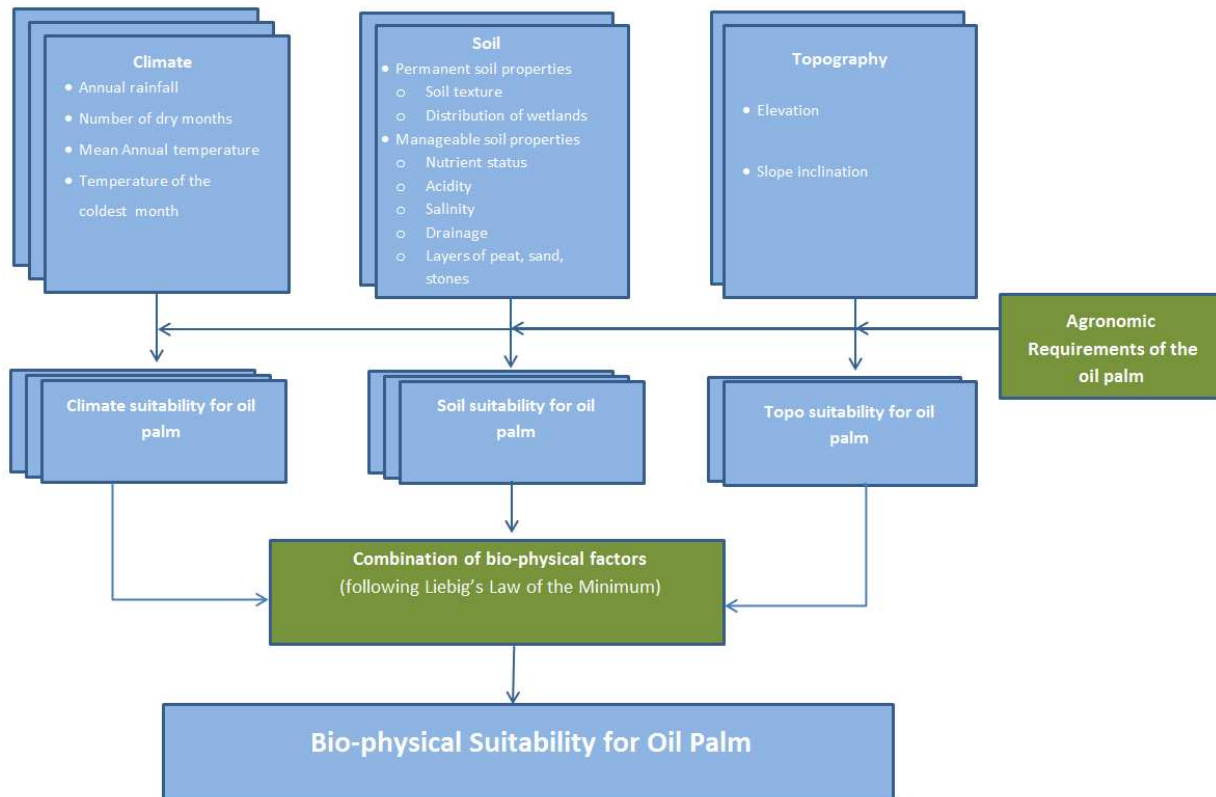 Climate
• Annual rainfall
• Number of dry months
• Mean Annual temperature
• Temperature of the
coldest month
Soil
• Permanent soil properties
o Soil texture
o Distribution of wetlands
• Manageable soil properties
o Nutrient status
o Acidity
o Salinity
o Drainage
o Layers of peat, sand,
stones
Topography
• Elevation
• Slope inclination
Agronomic
Requirements of the
oil palm
Climate suitability for oil
palm
Soil suitability for oil
palm
Topo suitability for oil
palm
Combination of bio-physical factors
(following Liebig's Law of the Minimum)
Bio-physical Suitability for Oil Palm